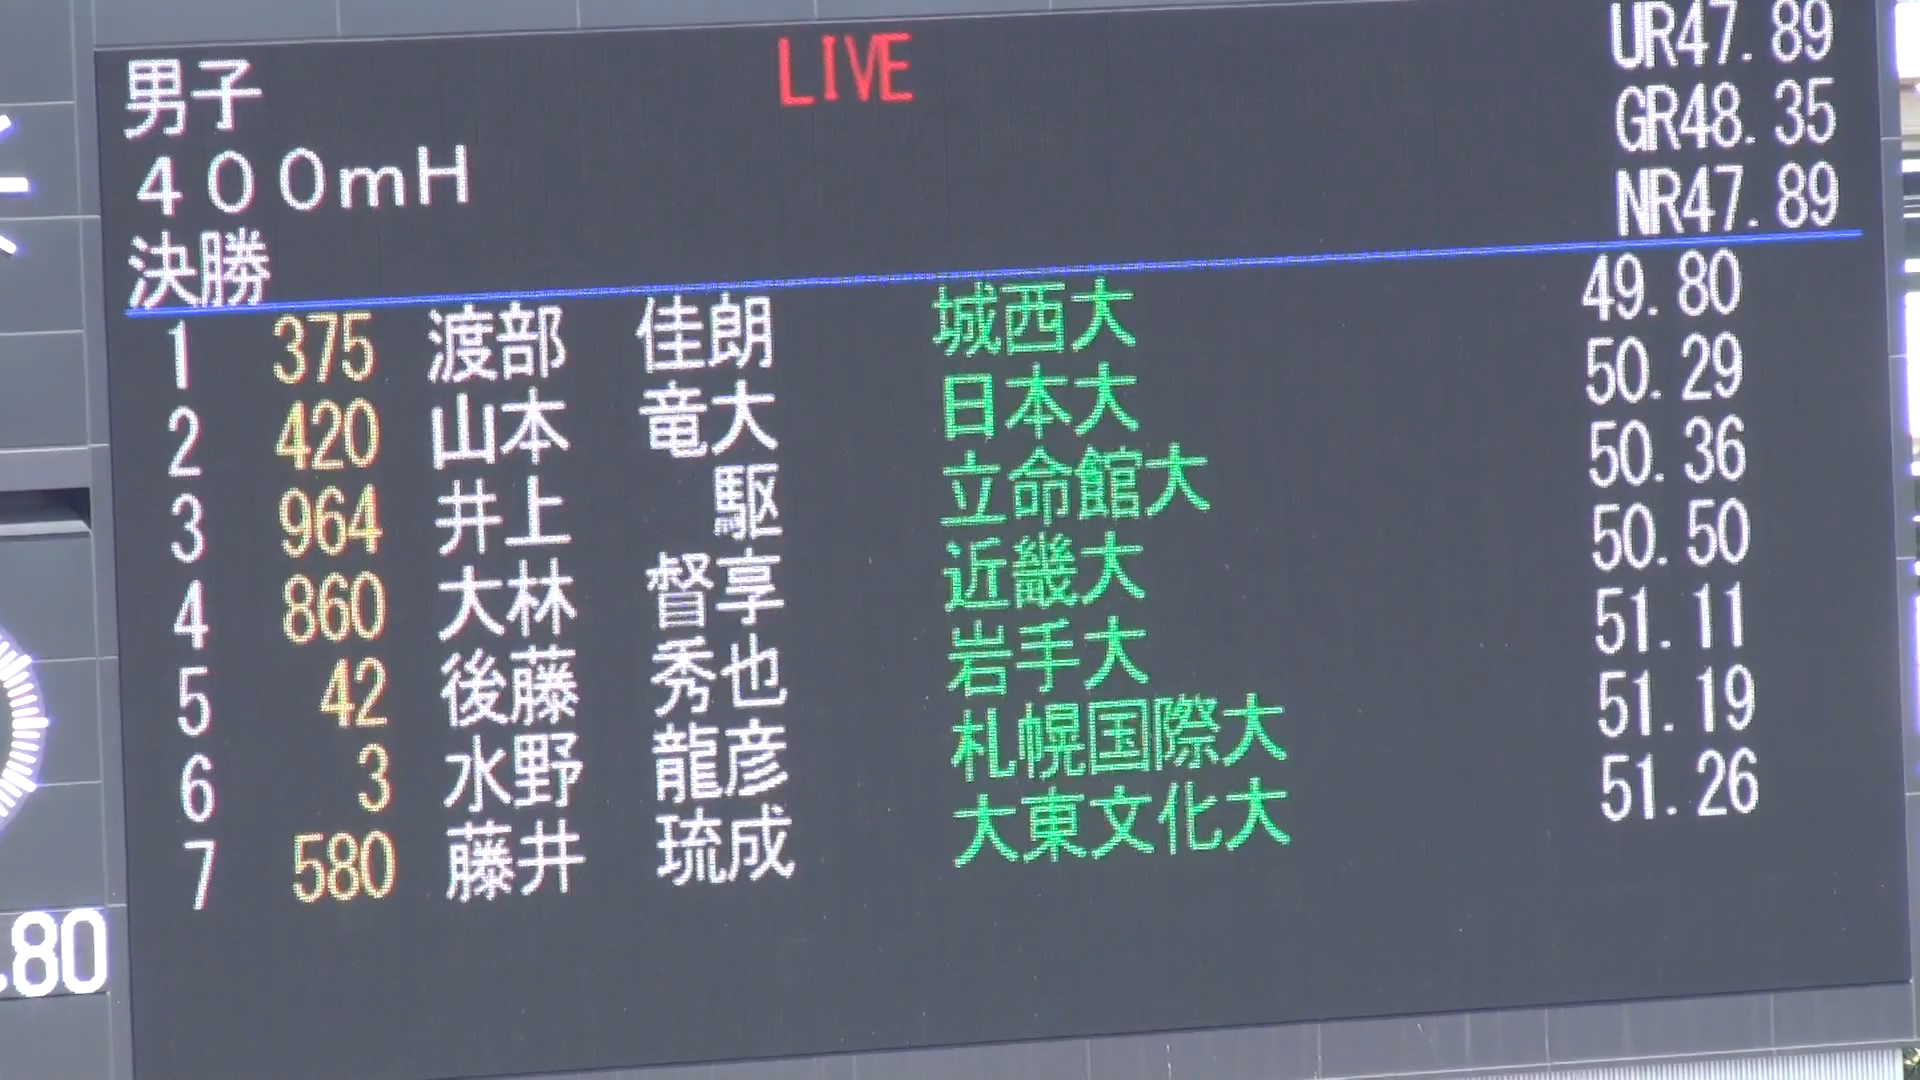 男子 LIVE UR47.89
GR48.35
400mH
NR47.89
決勝
1 375 渡部 佳朗 城西大 49.80
2 420 山本 竜大 日本大 50.29
3 964 井上 駆 立命館大 50.36
4 860 大林 督享 近畿大 50.50
5 42 後藤 秀也 岩手大 51.11
6 3 水野 龍彦 札幌国際大 51.19
7 580 藤井 琉成 大東文化大 51.26
.80